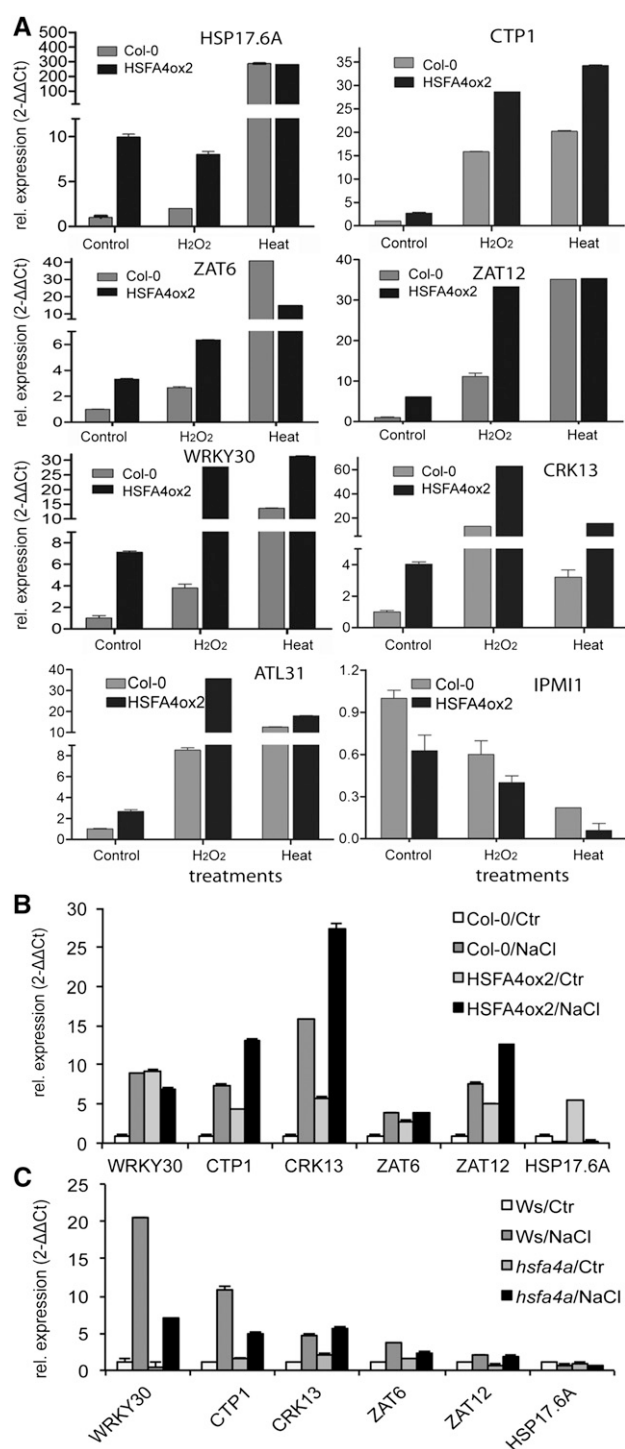 A
HSP17.6A
Col-0
HSFA4ox2
rel. expression (2-ΔΔCt)
300
200
100
10
5
0
Control
H2O2
Heat
CTP1
Col-0
HSFA4ox2
35
30
25
20
15
10
5
0
Control
H2O2
Heat
ZAT6
Col-0
HSFA4ox2
rel. expression (2-ΔΔCt)
40
30
20
10
6
4
2
0
Control
H2O2
Heat
ZAT12
Col-0
HSFA4ox2
40
30
20
10
0
Control
H2O2
Heat
WRKY30
Col-0
HSFA4ox2
rel. expression (2-ΔΔCt)
30
25
20
15
10
8
4
2
0
Control
H2O2
Heat
CRK13
Col-0
HSFA4ox2
60
40
20
4
2
0
Control
H2O2
Heat
ATL31
Col-0
HSFA4ox2
rel. expression (2-ΔΔCt)
40
30
20
10
8
6
4
2
0
Control
H2O2
Heat
treatments
IPMI1
Col-0
HSFA4ox2
1.2
0.9
0.6
0.3
0.0
Control
H2O2
Heat
treatments
B
rel. expression (2-ΔΔCt)
30
25
20
15
10
5
0
Col-0/Ctr
Col-0/NaCl
HSFA4ox2/Ctr
HSFA4ox2/NaCl
WRKY30 CTP1 CRK13 ZAT6 ZAT12 HSP17.6A
C
rel. expression (2-ΔΔCt)
25
20
15
10
5
0
Ws/Ctr
Ws/NaCl
hsfa4a/Ctr
hsfa4a/NaCl
WRKY30 CTP1 CRK13 ZAT6 ZAT12 HSP17.6A